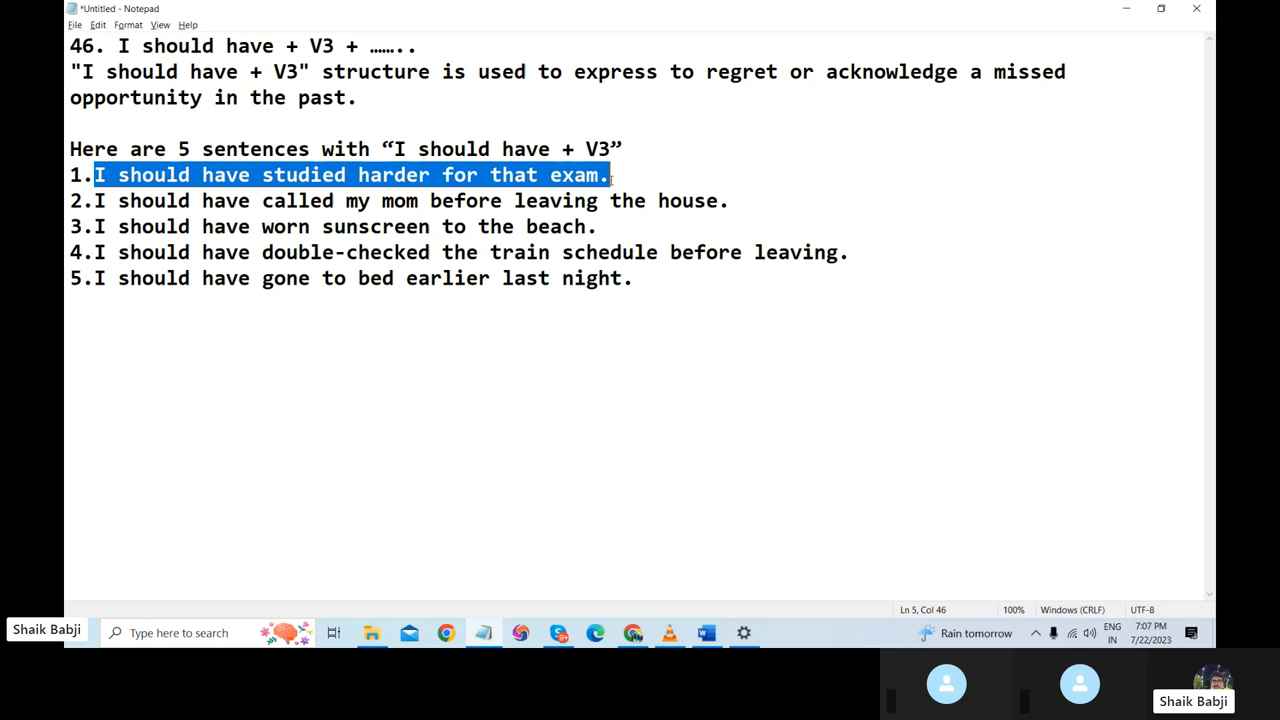 *Untitled - Notepad
File Edit Format View Help
46. I should have + V3 + ……..
"I should have + V3" structure is used to express to regret or acknowledge a missed
opportunity in the past.
Here are 5 sentences with “I should have + V3”
1.I should have studied harder for that exam.
2.I should have called my mom before leaving the house.
3.I should have worn sunscreen to the beach.
4.I should have double-checked the train schedule before leaving.
5.I should have gone to bed earlier last night.
Ln 5, Col 46 100% Windows (CRLF) UTF-8
Shaik Babji
Type here to search
Rain tomorrow
ENG
IN
7:07 PM
7/22/2023
Shaik Babji